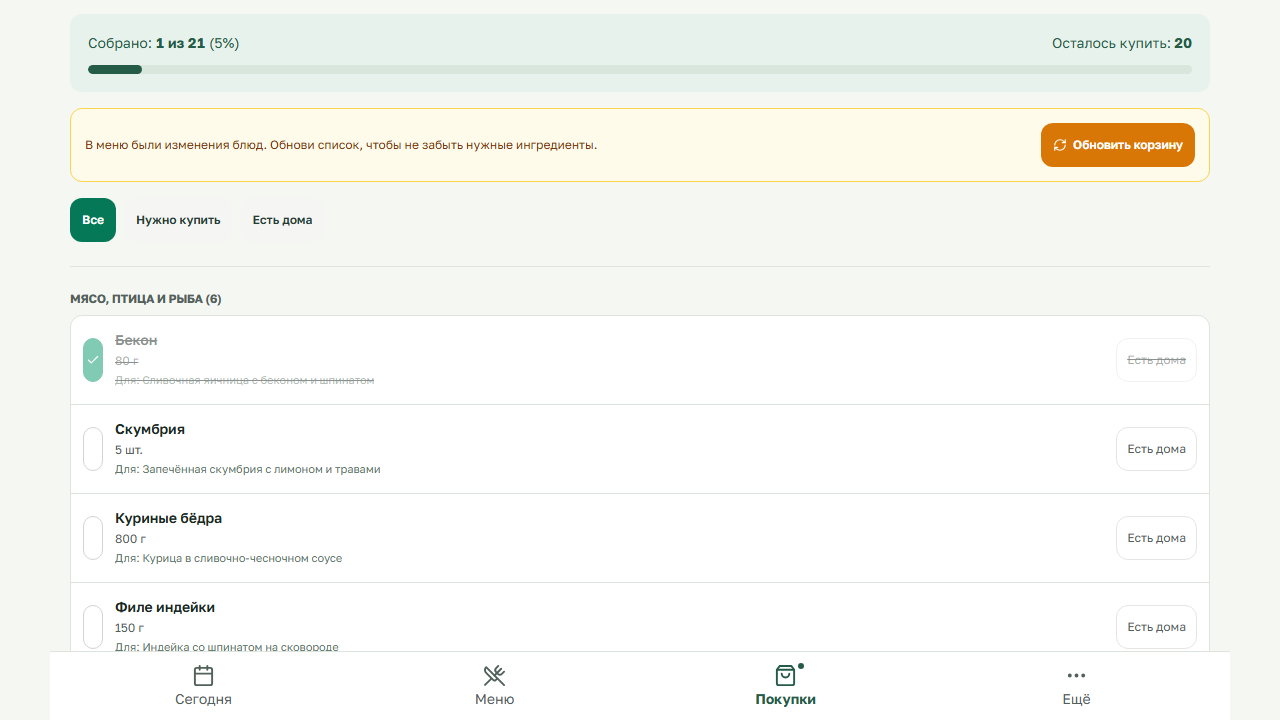 Собрано: 1 из 21 (5%)
Осталось купить: 20
В меню были изменения блюд. Обнови список, чтобы не забыть нужные ингредиенты.
Обновить корзину
Все
Нужно купить
Есть дома
МЯСО, ПТИЦА И РЫБА (6)
Бекон
80 г
Для: Сливочная яичница с беконом и шпинатом
Есть дома
Скумбрия
5 шт.
Для: Запечённая скумбрия с лимоном и травами
Есть дома
Куриные бёдра
800 г
Для: Курица в сливочно-чесночном соусе
Есть дома
Филе индейки
150 г
Для: Индейка со шпинатом на сковороде
Есть дома
Сегодня
Меню
Покупки
Ещё